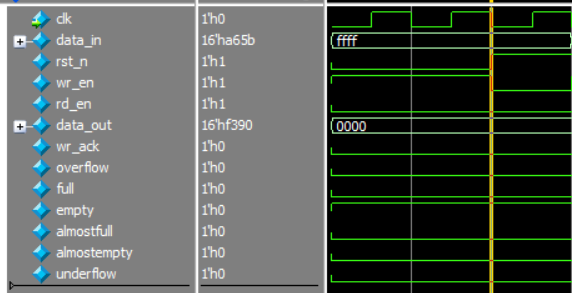 clk 1'h0
data_in 16'ha65b ffff
rst_n 1'h1
wr_en 1'h1
rd_en 1'h1
data_out 16'hf390 0000
wr_ack 1'h0
overflow 1'h0
full 1'h0
empty 1'h0
almostfull 1'h0
almostempty 1'h0
underflow 1'h0